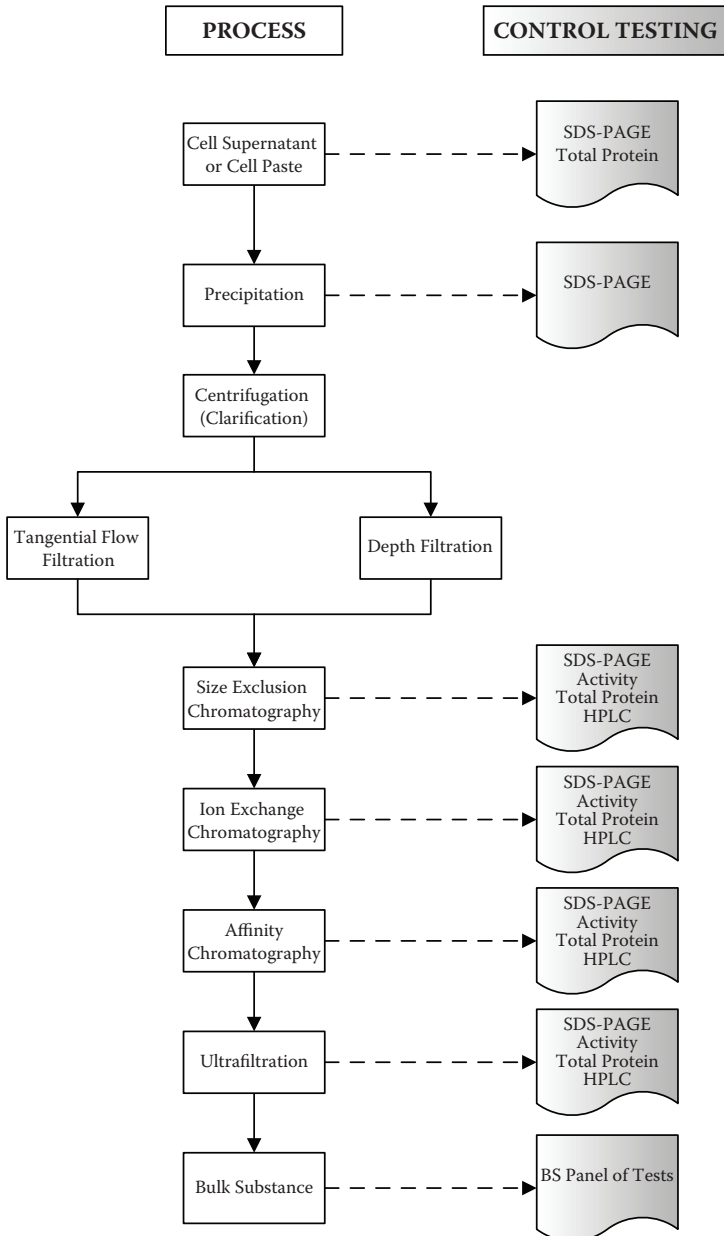 PROCESS
CONTROL TESTING
Cell Supernatant
or Cell Paste
SDS-PAGE
Total Protein
Precipitation
SDS-PAGE
Centrifugation
(Clarification)
Tangential Flow
Filtration
Depth Filtration
Size Exclusion
Chromatography
SDS-PAGE
Activity
Total Protein
HPLC
Ion Exchange
Chromatography
SDS-PAGE
Activity
Total Protein
HPLC
Affinity
Chromatography
SDS-PAGE
Activity
Total Protein
HPLC
Ultrafiltration
SDS-PAGE
Activity
Total Protein
HPLC
Bulk Substance
BS Panel of Tests